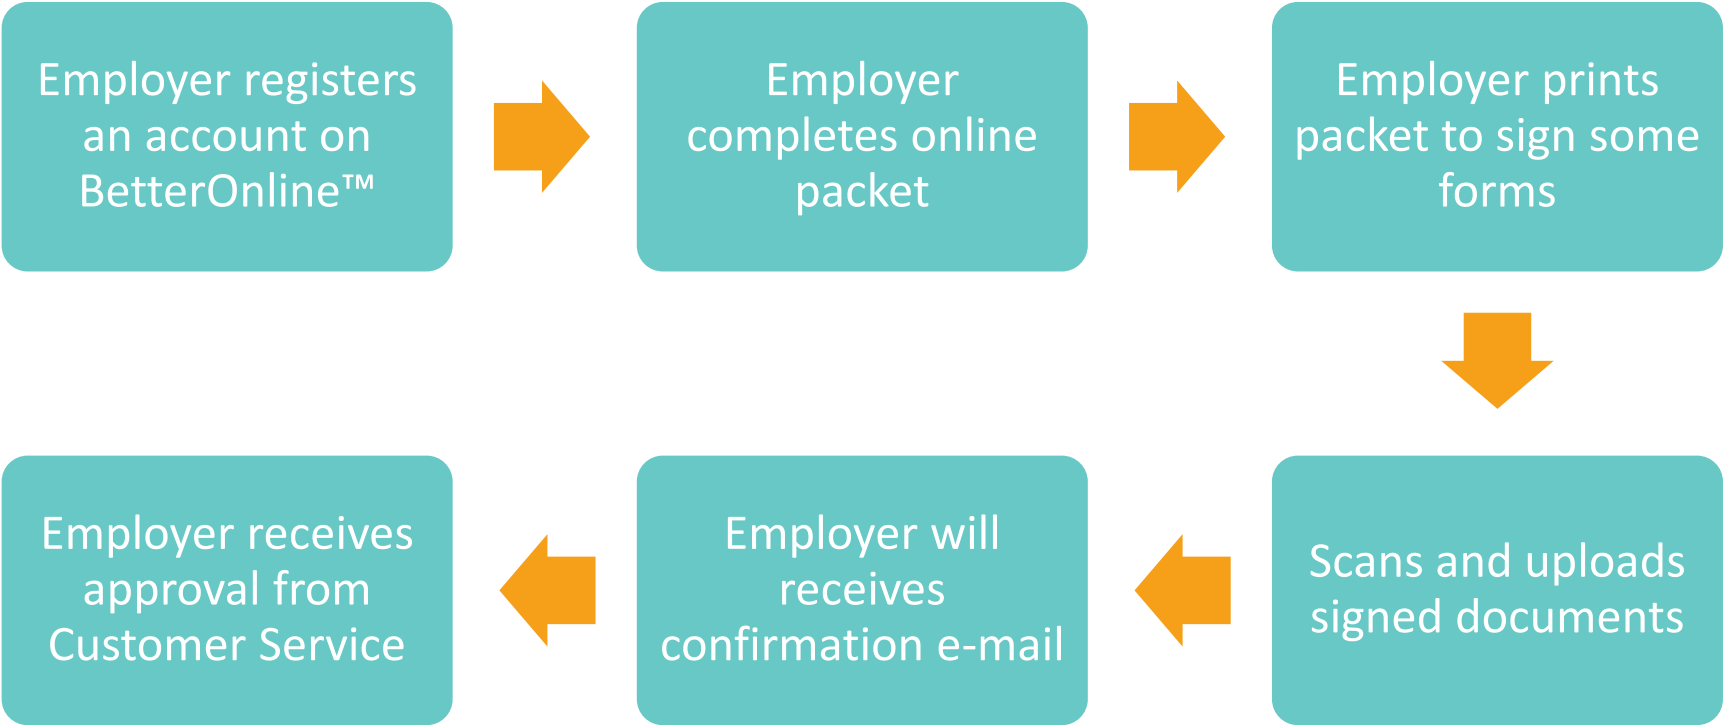 Employer registers
an account on
BetterOnline™
Employer
completes online
packet
Employer prints
packet to sign some
forms
Scans and uploads
signed documents
Employer will
receives
confirmation e-mail
Employer receives
approval from
Customer Service